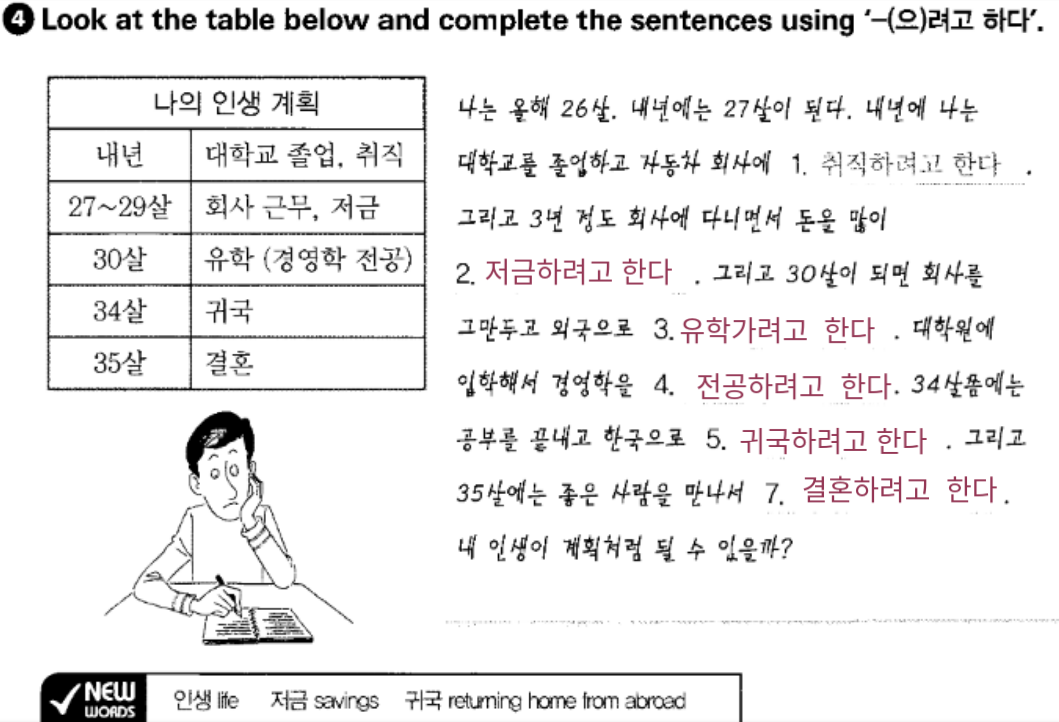 4 Look at the table below and complete the sentences using ‘–(으)려고 하다’.
나의 인생 계획
내년 대학교 졸업, 취직
27~29살 회사 근무, 저금
30살 유학 (경영학 전공)
34살 귀국
35살 결혼
나는 올해 26살. 내년에는 27살이 된다. 내년에 나는
대학교를 졸업하고 자동차 회사에 1. 취직하려고 한다 .
그리고 3년 정도 회사에 다니면서 돈을 많이
2. 저금하려고 한다 . 그리고 30살이 되면 회사를
그만두고 외국으로 3. 유학가려고 한다 . 대학원에
입학해서 경영학을 4. 전공하려고 한다. 34살쯤에는
공부를 끝내고 한국으로 5. 귀국하려고 한다 . 그리고
35살에는 좋은 사람을 만나서 7. 결혼하려고 한다 .
내 인생이 계획처럼 될 수 있을까?
NEW WORDS 인생 life 저금 savings 귀국 returning home from abroad